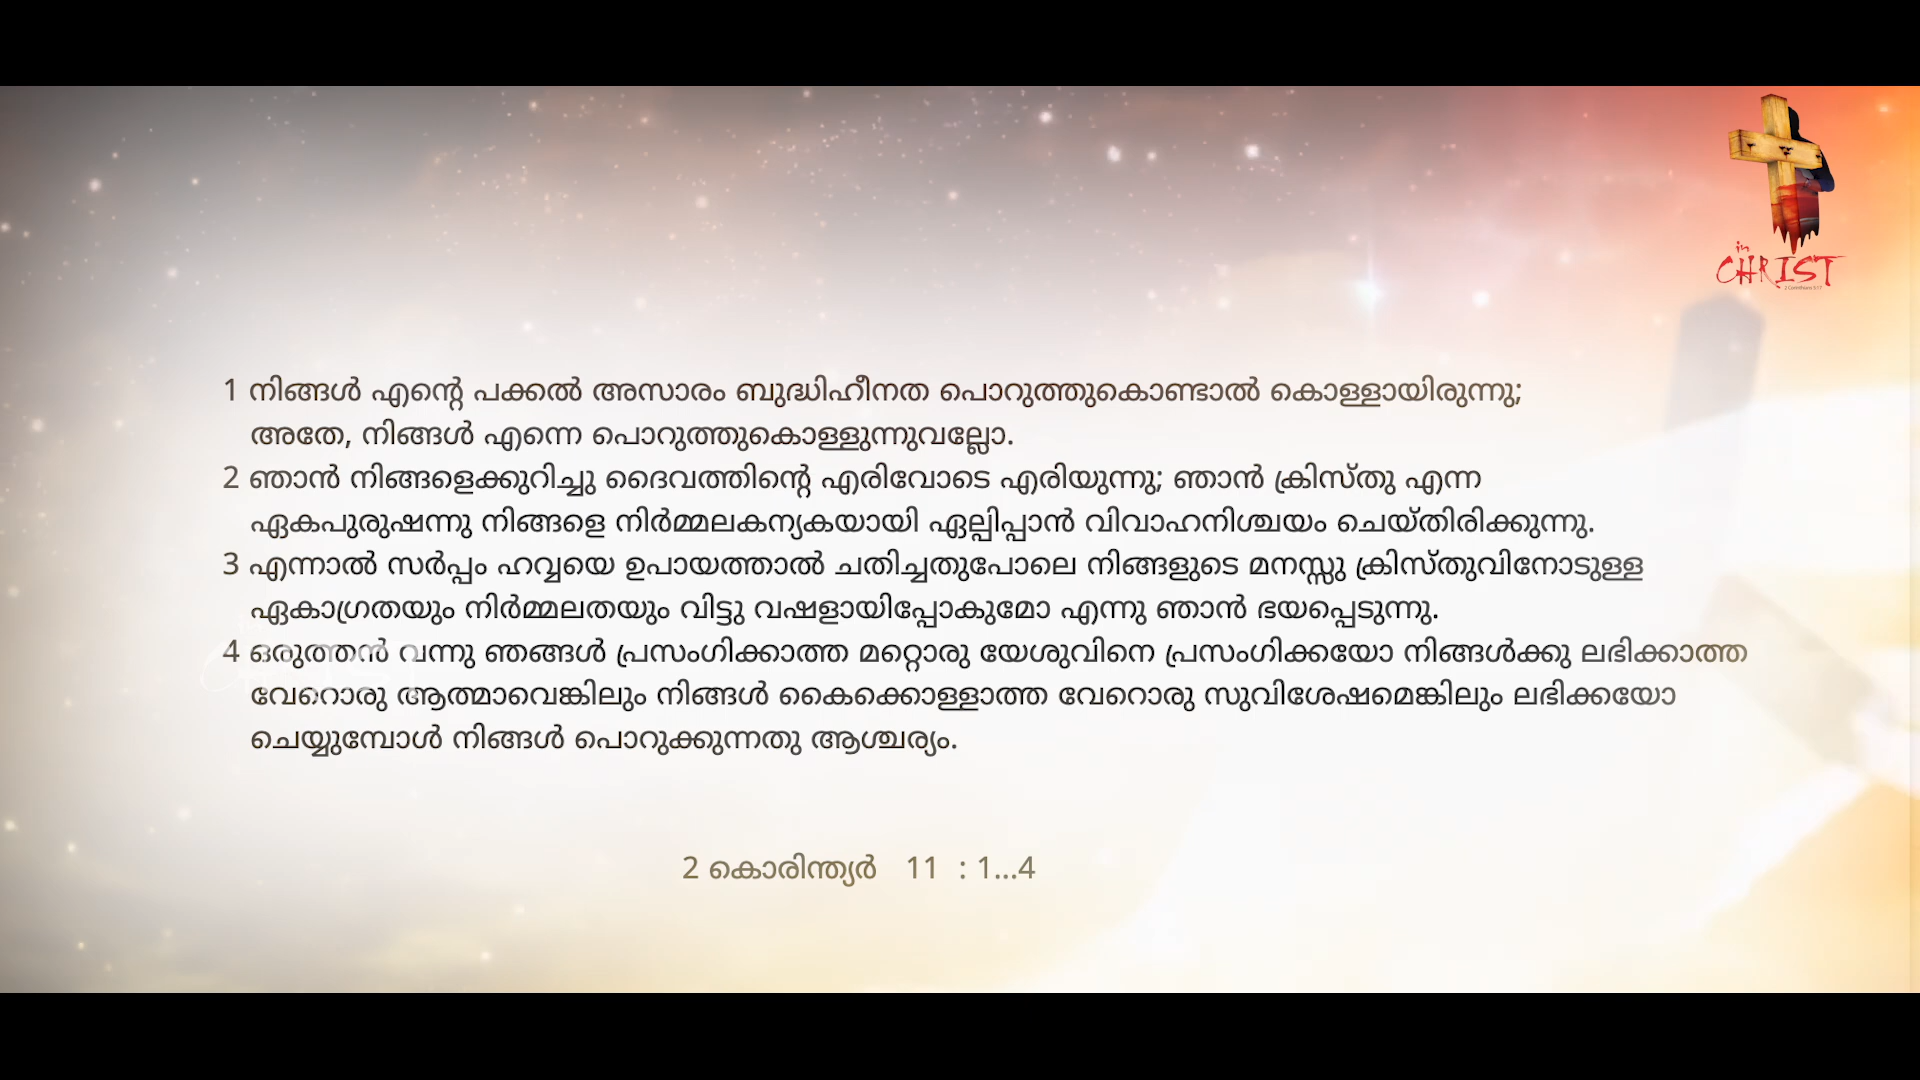 in
CHRIST
1 നിങ്ങൾ എന്റെ പക്കൽ അസാരം ബുദ്ധിഹീനത പൊറുത്തുകൊണ്ടാൽ കൊള്ളായിരുന്നു;
അതേ, നിങ്ങൾ എന്നെ പൊറുത്തുകൊള്ളുന്നുവല്ലോ.
2 ഞാൻ നിങ്ങളെക്കുറിച്ചു ദൈവത്തിന്റെ എരിവോടെ എരിയുന്നു; ഞാൻ ക്രിസ്തു എന്ന
ഏകപുരുഷന്നു നിങ്ങളെ നിർമ്മലകന്യകയായി ഏല്പിപ്പാൻ വിവാഹനിശ്ചയം ചെയ്തിരിക്കുന്നു.
3 എന്നാൽ സർപ്പം ഹവ്വയെ ഉപായത്താൽ ചതിച്ചതുപോലെ നിങ്ങളുടെ മനസ്സു ക്രിസ്തുവിനോടുള്ള
ഏകാഗ്രതയും നിർമ്മലതയും വിട്ടു വഷളായിപ്പോകുമോ എന്നു ഞാൻ ഭയപ്പെടുന്നു.
4 ഒരുത്തൻ വന്നു ഞങ്ങൾ പ്രസംഗിക്കാത്ത മറ്റൊരു യേശുവിനെ പ്രസംഗിക്കയോ നിങ്ങൾക്കു ലഭിക്കാത്ത
വേറൊരു ആത്മാവെങ്കിലും നിങ്ങൾ കൈക്കൊള്ളാത്ത വേറൊരു സുവിശേഷമെങ്കിലും ലഭിക്കയോ
ചെയ്യുമ്പോൾ നിങ്ങൾ പൊറുക്കുന്നതു ആശ്ചര്യം.
2 കൊരിന്ത്യർ 11 : 1...4